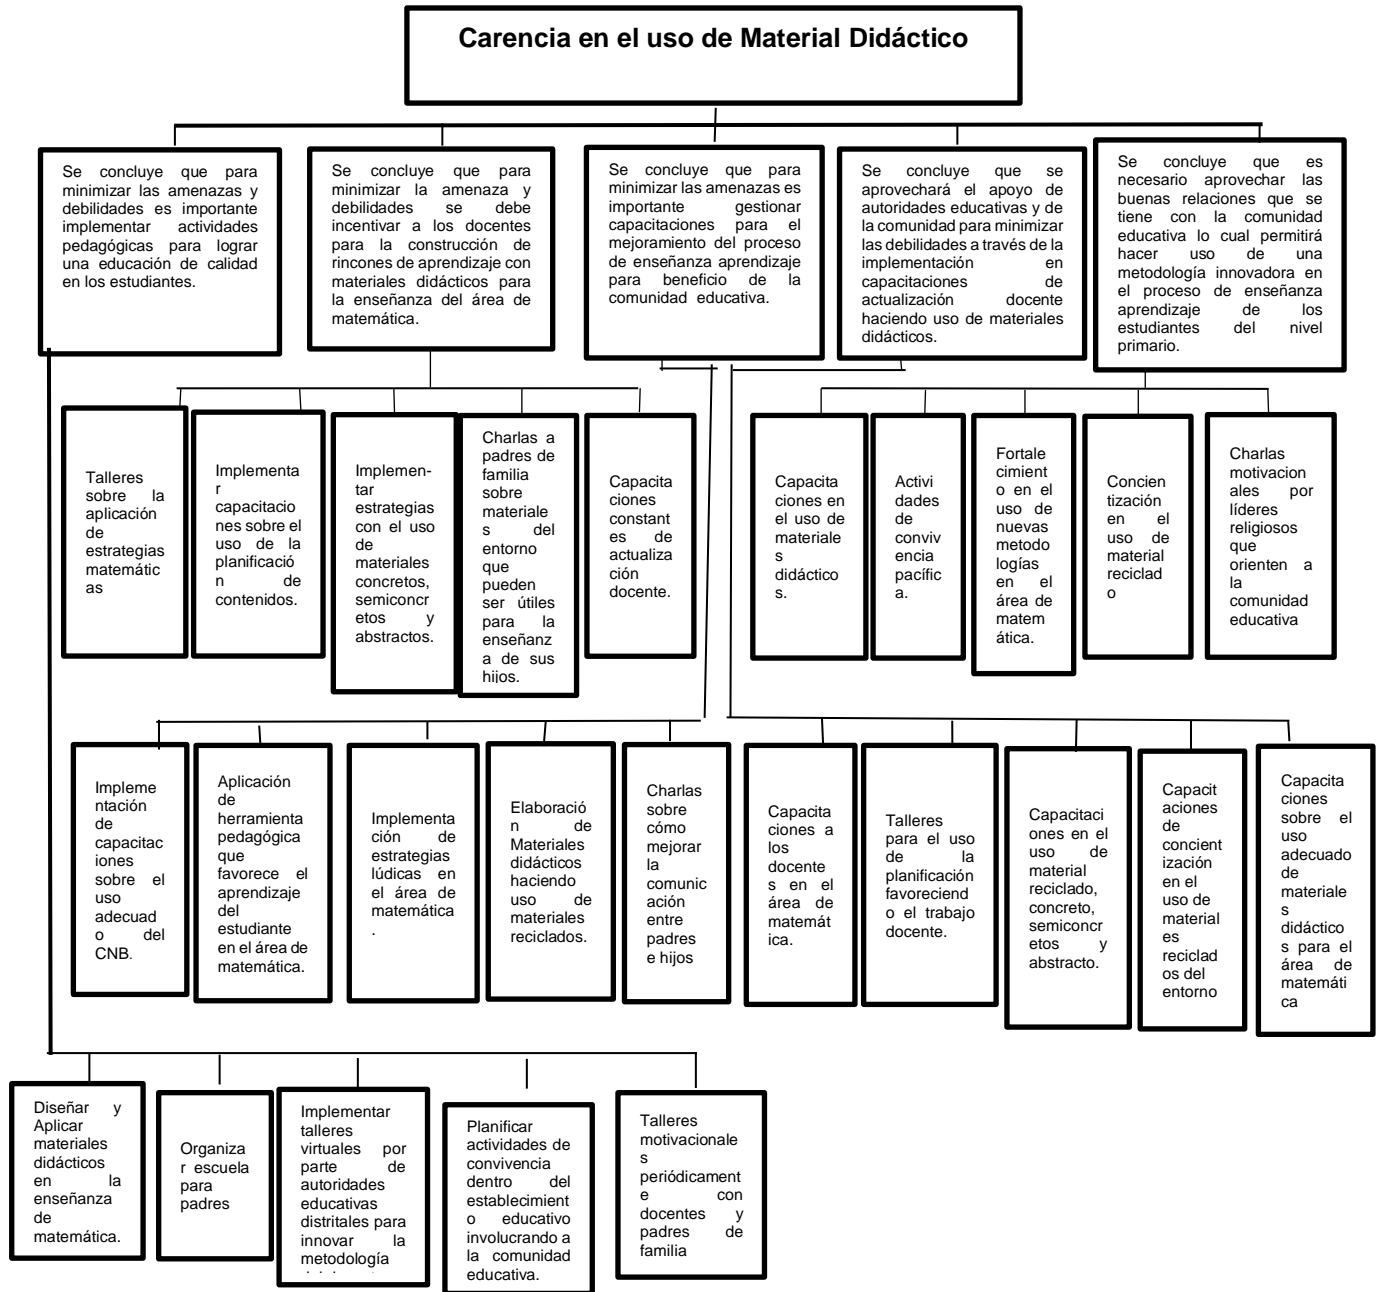 Carencia en el uso de Material Didáctico
Se concluye que para
minimizar las amenazas y
debilidades es importante
implementar actividades
pedagógicas para lograr
una educación de calidad
en los estudiantes.
Se concluye que para
minimizar la amenaza y
debilidades se debe
incentivar a los docentes
para la construcción de
rincones de aprendizaje con
materiales didácticos para
la enseñanza del área de
matemática.
Se concluye que para
minimizar las amenazas es
importante gestionar
capacitaciones para el
mejoramiento del proceso
de enseñanza aprendizaje
para beneficio de la
comunidad educativa.
Se concluye que se
aprovechará el apoyo de
autoridades educativas y de
la comunidad para minimizar
las debilidades a través de la
implementación en
capacitaciones de
actualización docente
haciendo uso de materiales
didácticos.
Se concluye que es
necesario aprovechar las
buenas relaciones que se
tiene con la comunidad
educativa lo cual permitirá
hacer uso de una
metodología innovadora en
el proceso de enseñanza
aprendizaje de los
estudiantes del nivel
primario.
Talleres
sobre la
aplicación
de
estrategias
matemátic
as
Implementa
r
capacitacio
nes sobre el
uso de la
planificació
n de
contenidos.
Implemen-
tar
estrategias
con el uso
de
materiales
concretos,
semiconcr
etos y
abstractos.
Charlas a
padres de
familia
sobre
materiale
s del
entorno
que
pueden
ser útiles
para la
enseñanz
a de sus
hijos.
Capacita
ciones
constant
es de
actualiza
ción
docente.
Capacita
ciones en
el uso de
materiale
s
didáctico
s.
Activi
dades
de
conviv
encia
pacífic
a.
Fortale
cimient
o en el
uso de
nuevas
metodo
logías
en el
área de
matem
ática.
Concien
tización
en el
uso de
material
reciclad
o
Charlas
motivacion
ales por
líderes
religiosos
que
orienten a
la
comunidad
educativa
Impleme
ntación
de
capacitac
iones
sobre el
uso
adecuad
o del
CNB.
Aplicación
de
herramienta
pedagógica
que
favorece el
aprendizaje
del
estudiante
en el área de
matemática.
Implementa
ción de
estrategias
lúdicas en
el área de
matemática
.
Elaboració
n de
Materiales
didácticos
haciendo
uso de
materiales
reciclados.
Charlas
sobre
cómo
mejorar
la
comunic
ación
entre
padres
e hijos
Capacita
ciones a
los
docente
s en el
área de
matemát
ica.
Talleres
para el uso
de la
planificación
favoreciend
o el trabajo
docente.
Capacitaci
ones en el
uso de
material
reciclado,
concreto,
semiconcr
etos y
abstracto.
Capacit
aciones
de
concient
ización
en el
uso de
material
es
reciclad
os del
entorno
Capacita
ciones
sobre el
uso
adecuado
de
materiale
s
didáctico
s para el
área de
matemáti
ca
Diseñar y
Aplicar
materiales
didácticos
en la
enseñanza
de
matemática.
Organiza
r escuela
para
padres
Implementar
talleres
virtuales por
parte de
autoridades
educativas
distritales para
innovar la
metodología
Planificar
actividades de
convivencia
dentro del
establecimient
o educativo
involucrando a
la comunidad
educativa.
Talleres
motivacionale
s
periódicament
e con
docentes y
padres de
familia